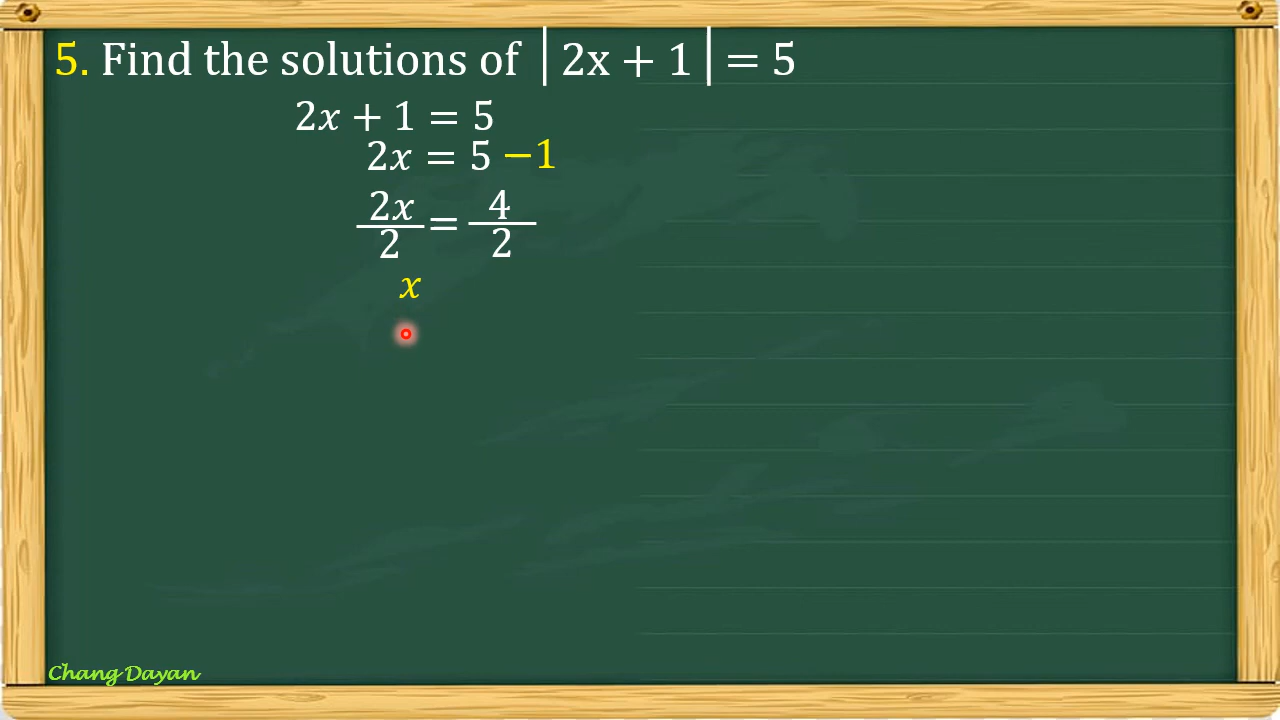 5. Find the solutions of |2x + 1| = 5
2x + 1 = 5
2x = 5 −1
2x/2 = 4/2
x
Chang Dayan